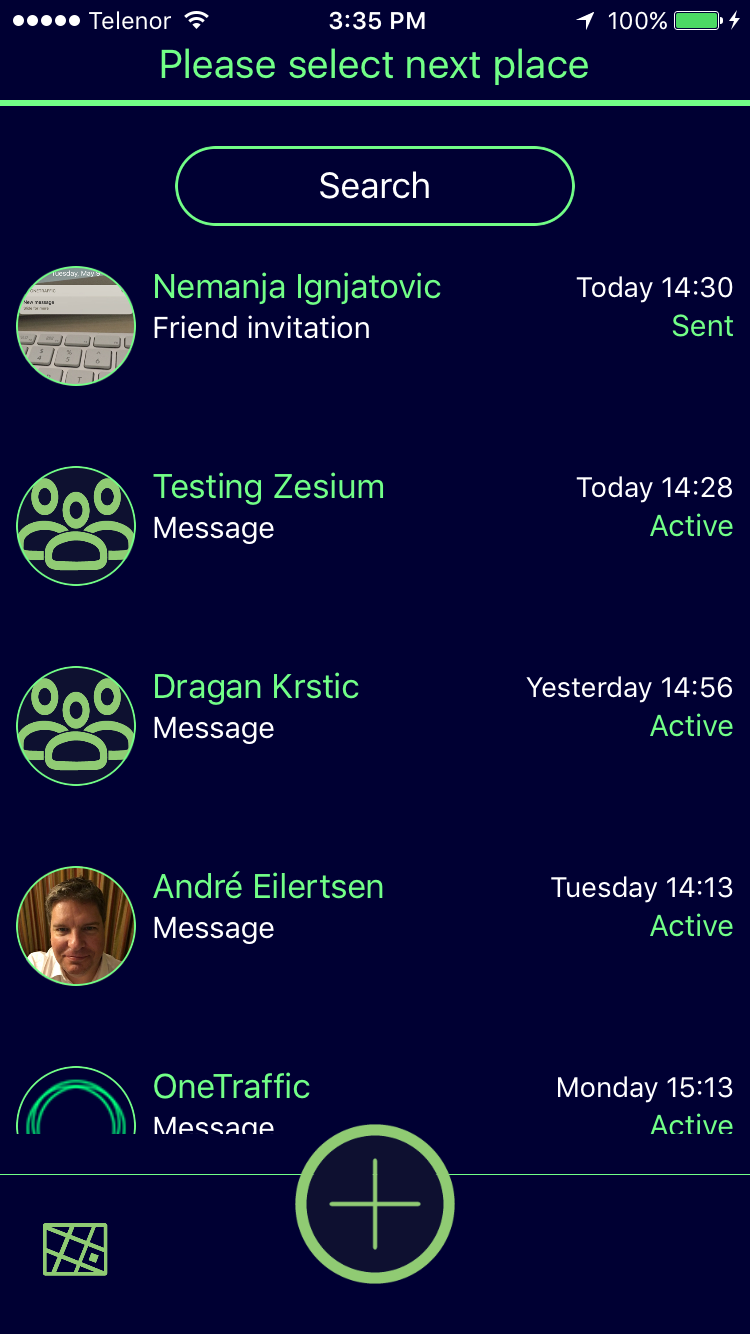 Telenor 3:35 PM 100%
Please select next place
Search
Nemanja Ignjatovic Today 14:30
Friend invitation Sent
Tuesday, May 9
ONETRAFFIC
New message
Testing Zesium Today 14:28
Message Active
Dragan Krstic Yesterday 14:56
Message Active
André Eilertsen Tuesday 14:13
Message Active
OneTraffic Monday 15:13
Message Active